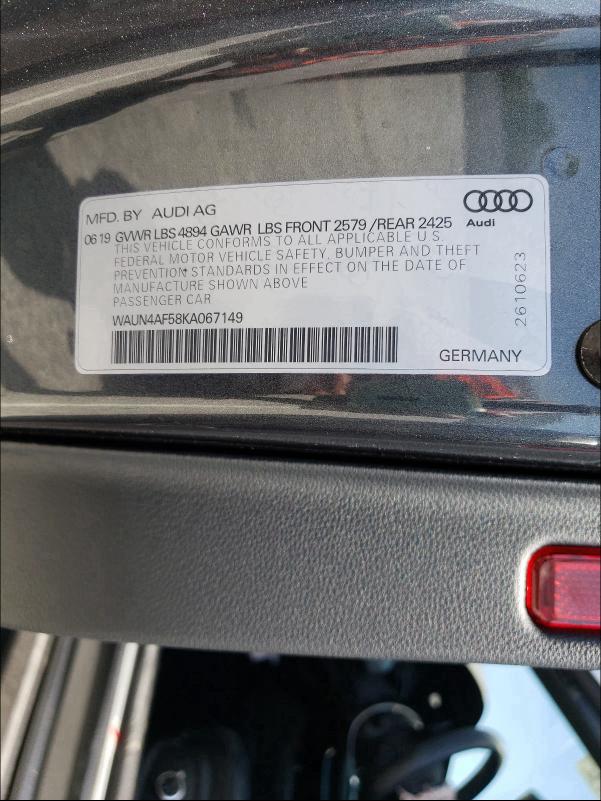 MFD. BY AUDI AG
Audi
06 19 GVWR LBS 4894 GAWR LBS FRONT 2579 /REAR 2425
THIS VEHICLE CONFORMS TO ALL APPLICABLE U.S.
FEDERAL MOTOR VEHICLE SAFETY, BUMPER AND THEFT
PREVENTION STANDARDS IN EFFECT ON THE DATE OF
MANUFACTURE SHOWN ABOVE
PASSENGER CAR
WAUN4AF58KA067149
GERMANY
2610623